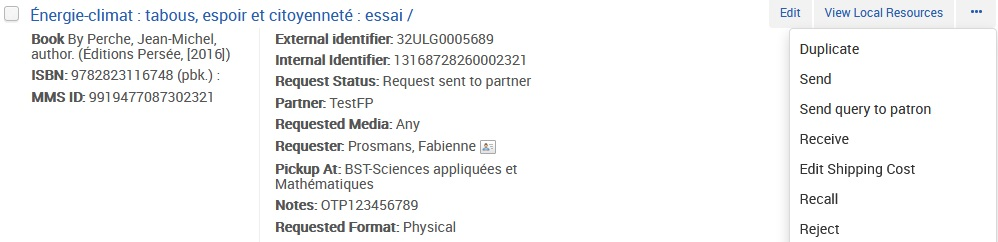 Énergie-climat : tabous, espoir et citoyenneté : essai /
Edit
View Local Resources
•••
Book By Perche, Jean-Michel,
author. (Éditions Persée, [2016])
ISBN: 9782823116748 (pbk.) :
MMS ID: 9919477087302321
External identifier: 32ULG0005689
Internal Identifier: 13168728260002321
Request Status: Request sent to partner
Partner: TestFP
Requested Media: Any
Requester: Prosmans, Fabienne
Pickup At: BST-Sciences appliquées et
Mathématiques
Notes: OTP123456789
Requested Format: Physical
Duplicate
Send
Send query to patron
Receive
Edit Shipping Cost
Recall
Reject